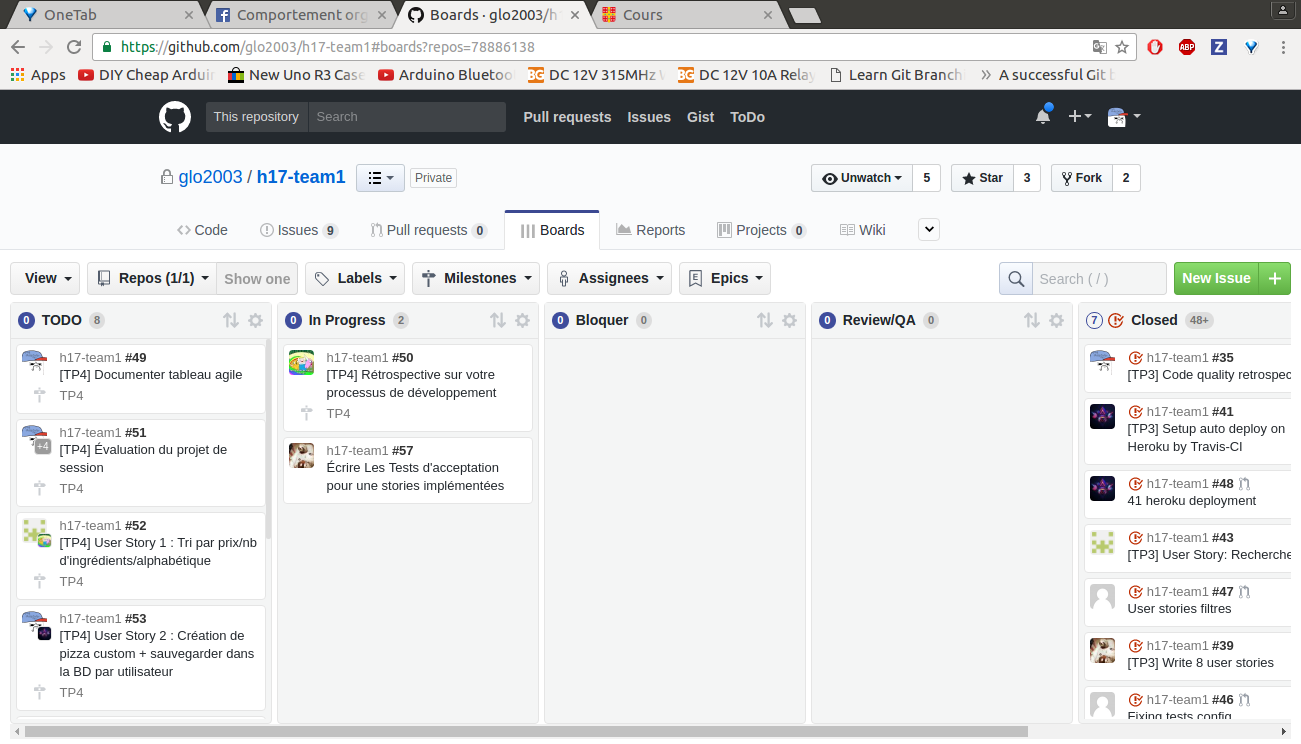 OneTab
Facebook Comportement org
Boards · glo2003/h
Cours
https://github.com/glo2003/h17-team1#boards?repos=78886138
ABP
Z
Apps
DIY Cheap Ardui
New Uno R3 Case
Arduino Bluetoo
BG DC 12V 315MHz
BG DC 12V 10A Relay
Learn Git Branch
A successful Git b
This repository
Search
Pull requests
Issues
Gist
ToDo
glo2003 / h17-team1
Private
Unwatch 5
Star 3
Fork 2
Code
Issues 9
Pull requests 0
Boards
Reports
Projects 0
Wiki
View
Repos (1/1)
Show one
Labels
Milestones
Assignees
Epics
Search ( / )
New Issue +
0 TODO 8
h17-team1 #49
[TP4] Documenter tableau agile
TP4
+4
h17-team1 #51
[TP4] Évaluation du projet de
session
TP4
h17-team1 #52
[TP4] User Story 1 : Tri par prix/nb
d'ingrédients/alphabétique
TP4
h17-team1 #53
[TP4] User Story 2 : Création de
pizza custom + sauvegarder dans
la BD par utilisateur
TP4
0 In Progress 2
h17-team1 #50
[TP4] Rétrospective sur votre
processus de développement
TP4
h17-team1 #57
Écrire Les Tests d'acceptation
pour une stories implémentées
0 Bloquer 0
0 Review/QA 0
7 Closed 48+
h17-team1 #35
[TP3] Code quality retrospec
h17-team1 #41
[TP3] Setup auto deploy on
Heroku by Travis-CI
h17-team1 #48
41 heroku deployment
h17-team1 #43
[TP3] User Story: Recherche
h17-team1 #47
User stories filtres
h17-team1 #39
[TP3] Write 8 user stories
h17-team1 #46
Fixing tests config